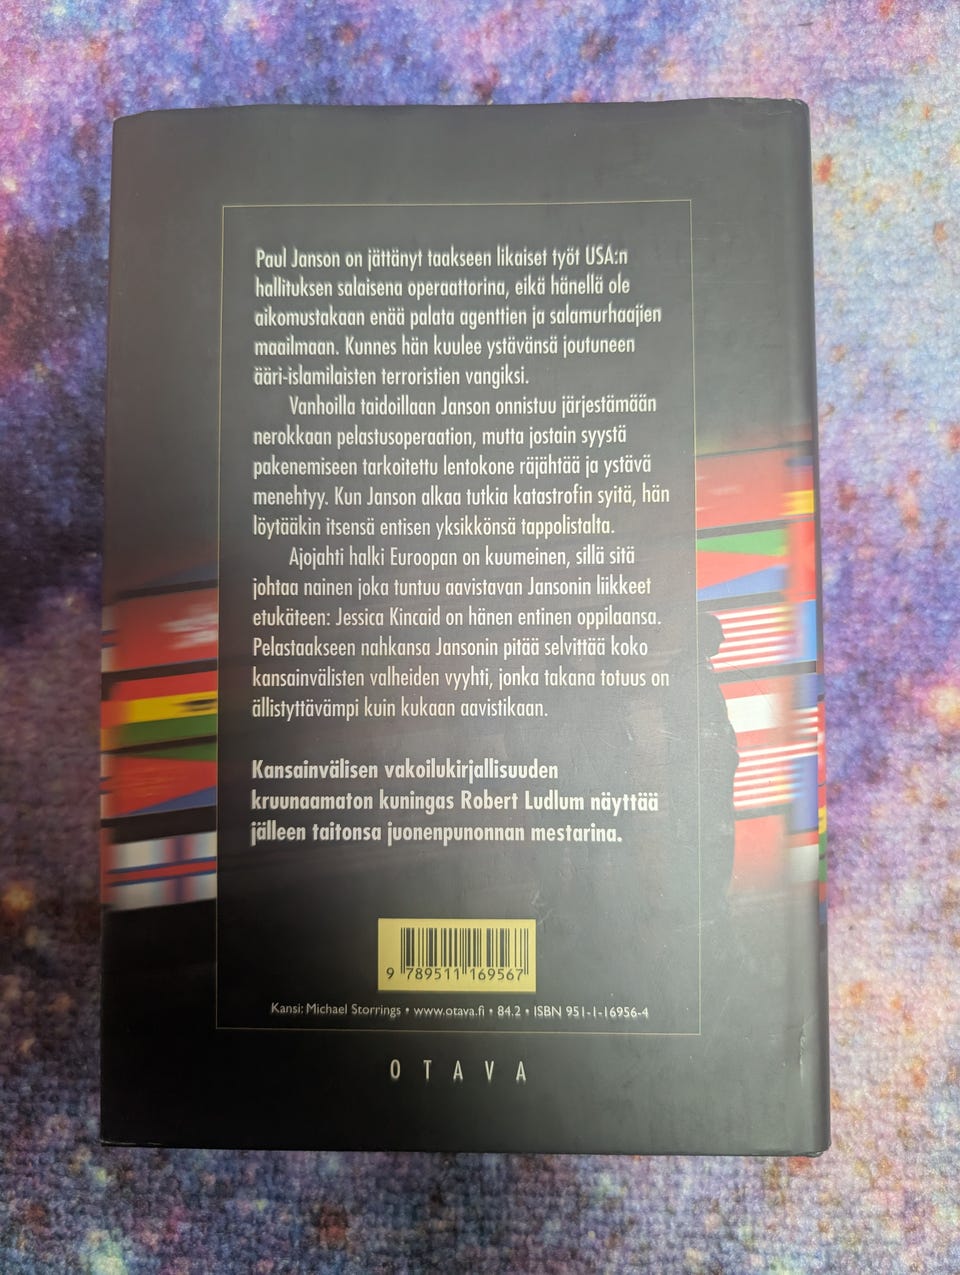 Paul Janson on jättänyt taakseen likaiset työt USA:n
hallituksen salaisena operaattorina, eikä hänellä ole
aikomustakaan enää palata agenttien ja salamurhaajien
maailmaan. Kunnes hän kuulee ystävänsä joutuneen
ääri-islamilaisten terroristien vangiksi.
Vanhoilla taidoillaan Janson onnistuu järjestämään
nerokkaan pelastusoperaation, mutta jostain syystä
pakenemiseen tarkoitettu lentokone räjähtää ja ystävä
menehtyy. Kun Janson alkaa tutkia katastrofin syitä, hän
löytääkin itsensä entisen yksikkönsä tappolistalta.
Ajojahti halki Euroopan on kuumeinen, sillä sitä
johtaa nainen joka tuntuu aavistavan Jansonin liikkeet
etukäteen: Jessica Kincaid on hänen entinen oppilaansa.
Pelastaakseen nahkansa Jansonin pitää selvittää koko
kansainvälisten valheiden vyyhti, jonka takana totuus on
ällistyttävämpi kuin kukaan aavistikaan.
Kansainvälisen vakoilukirjallisuuden
kruunaamaton kuningas Robert Ludlum näyttää
jälleen taitonsa juonenpunonnan mestarina.
9 789511 169567
Kansi: Michael Storrings • www.otava.fi • 84.2 • ISBN 951-1-16956-4
OTAVA